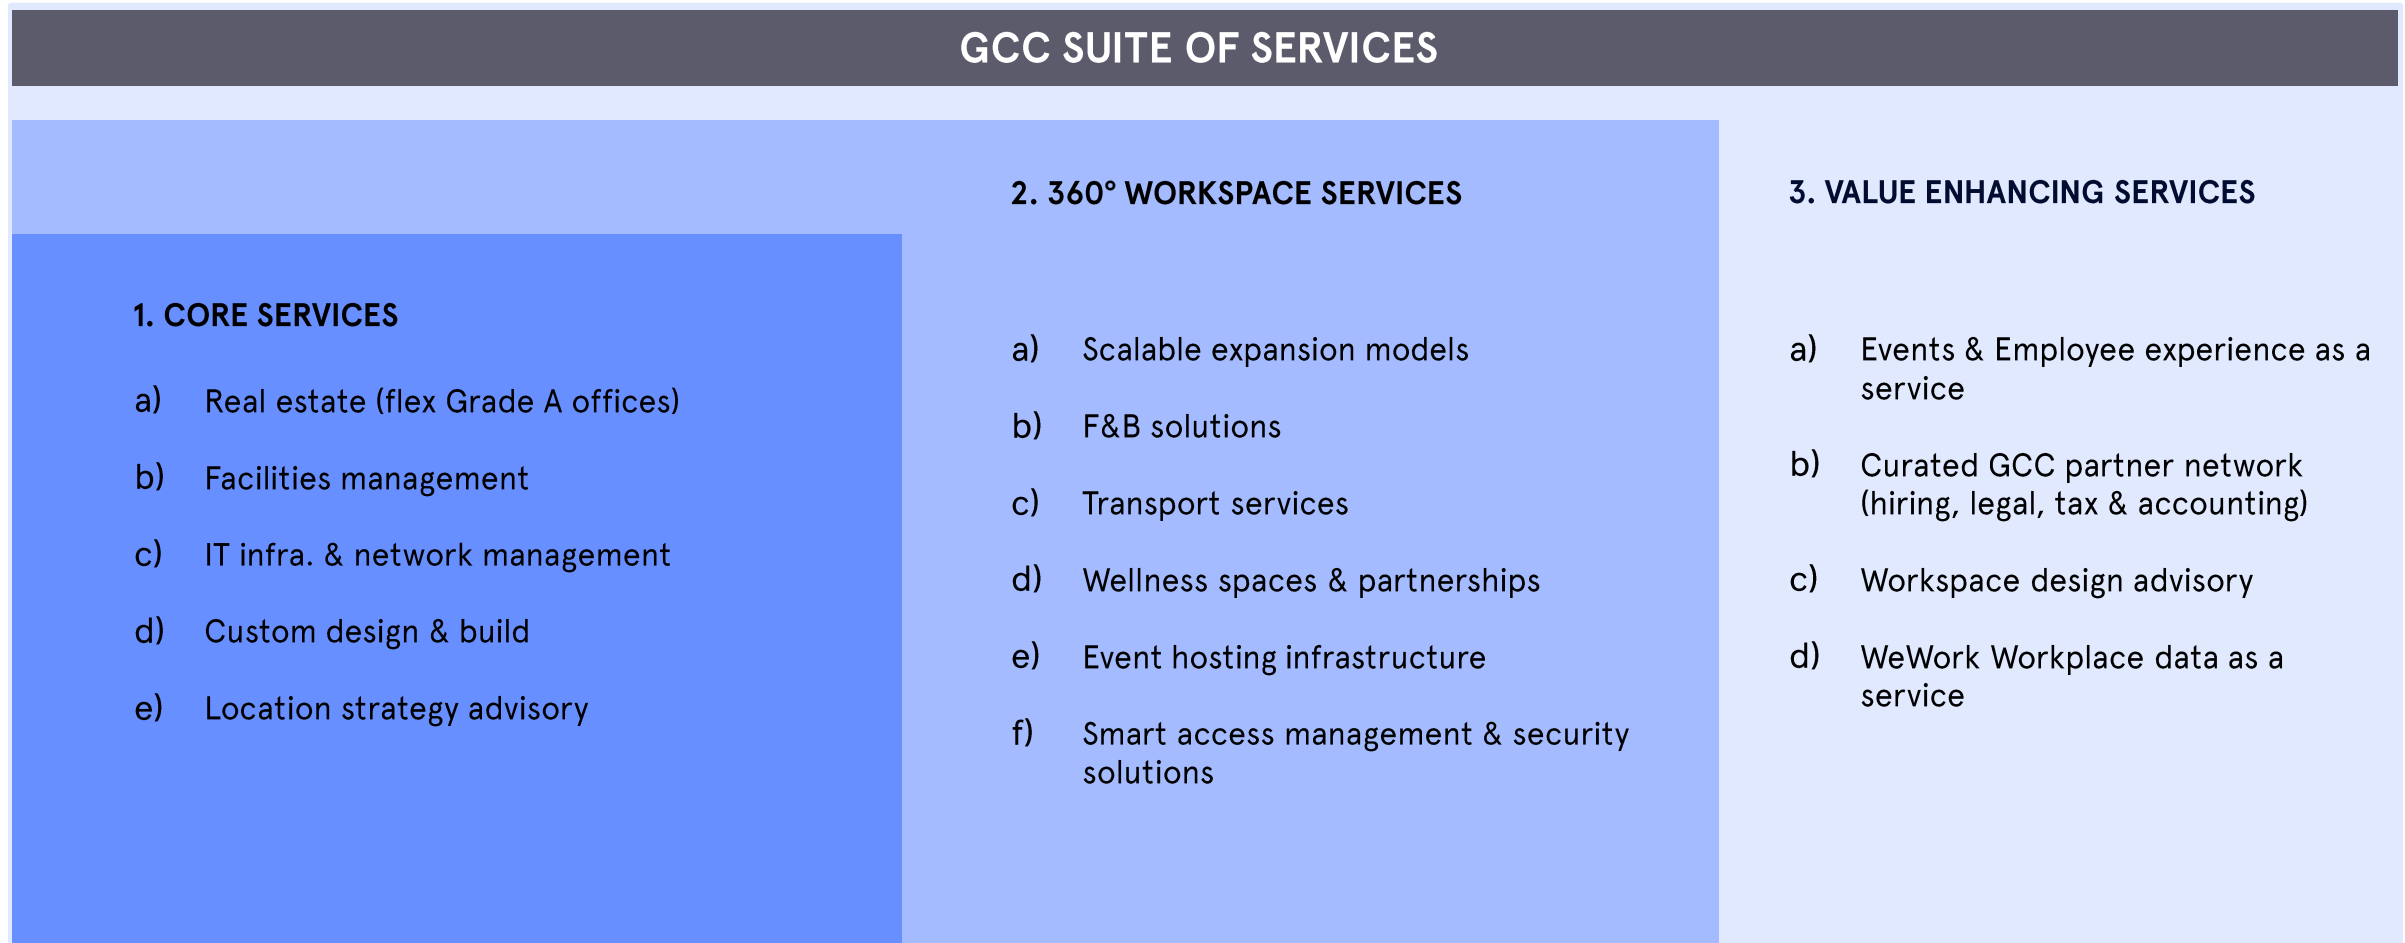 GCC SUITE OF SERVICES
1. CORE SERVICES
a) Real estate (flex Grade A offices)
b) Facilities management
c) IT infra. & network management
d) Custom design & build
e) Location strategy advisory
2. 360° WORKSPACE SERVICES
a) Scalable expansion models
b) F&B solutions
c) Transport services
d) Wellness spaces & partnerships
e) Event hosting infrastructure
f) Smart access management & security
solutions
3. VALUE ENHANCING SERVICES
a) Events & Employee experience as a
service
b) Curated GCC partner network
(hiring, legal, tax & accounting)
c) Workspace design advisory
d) WeWork Workplace data as a
service